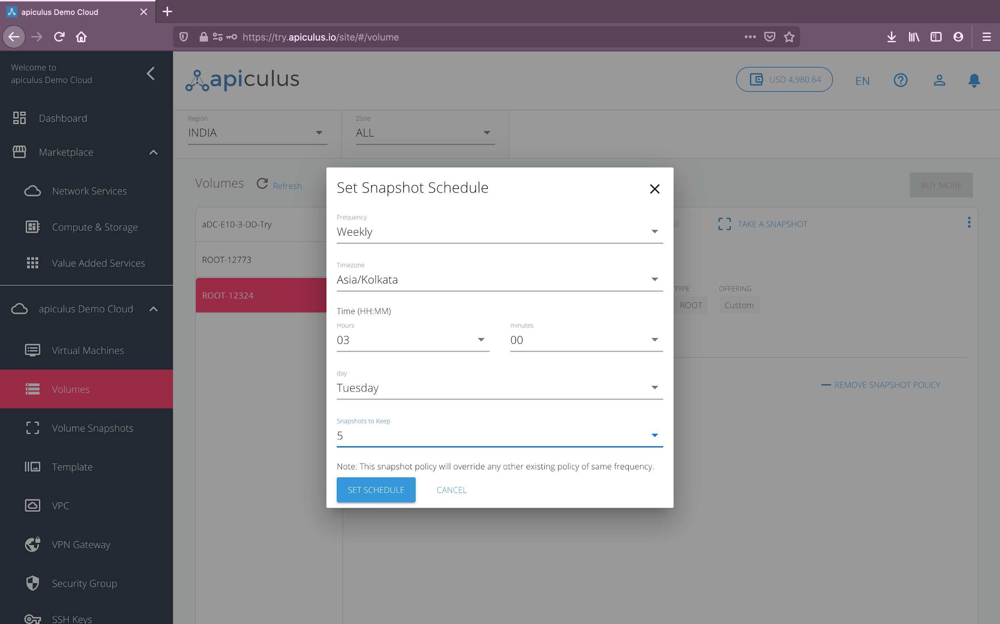 apiculus Demo Cloud
https://try.apiculus.io/site/#/volume
Welcome to
apiculus Demo Cloud
Dashboard
Marketplace
Network Services
Compute & Storage
Value Added Services
apiculus Demo Cloud
Virtual Machines
Volumes
Volume Snapshots
Template
VPC
VPN Gateway
Security Group
SSH Keys
apiculus
USD 4,980.64
EN
Region
INDIA
Zone
ALL
Volumes
Refresh
BUY MORE
aDC-E10-3-DD-Try
ROOT-12773
ROOT-12324
TAKE A SNAPSHOT
TYPE
ROOT
OFFERING
Custom
REMOVE SNAPSHOT POLICY
Set Snapshot Schedule
Frequency
Weekly
Timezone
Asia/Kolkata
Time (HH:MM)
Hours
03
minutes
00
day
Tuesday
Snapshots to Keep
5
Note: This snapshot policy will override any other existing policy of same frequency.
SET SCHEDULE
CANCEL